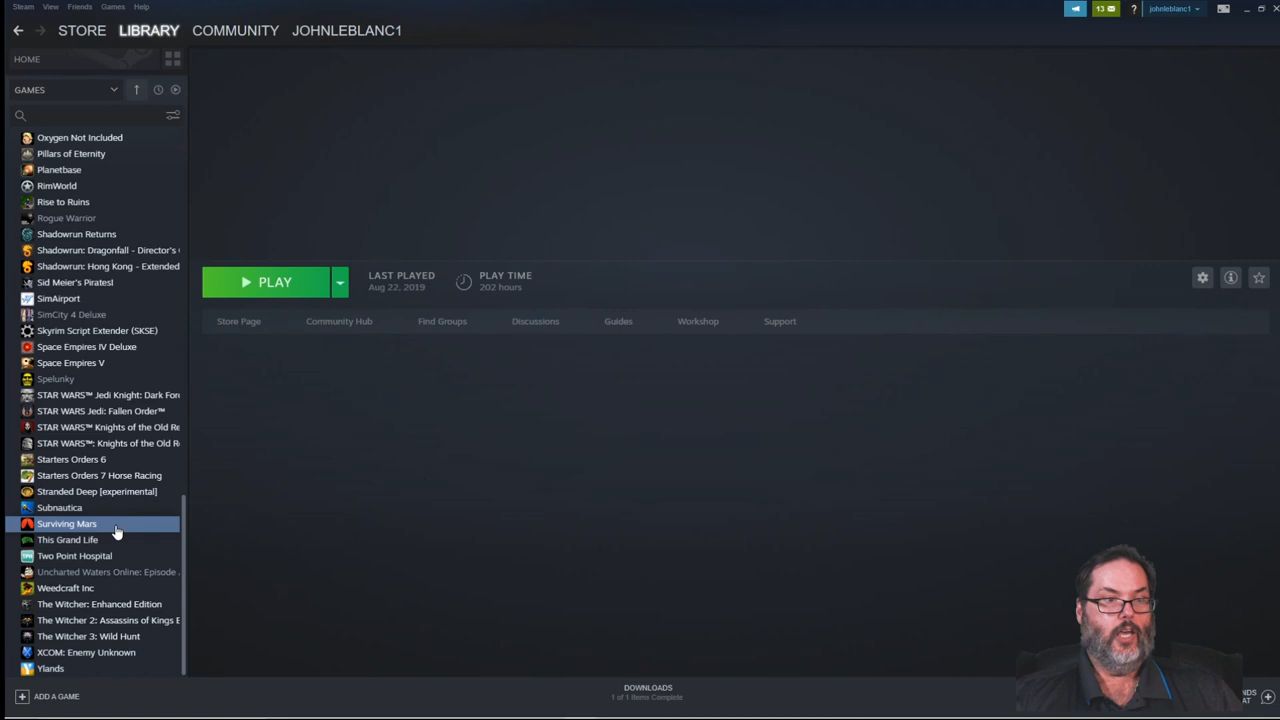 Steam View Friends Games Help
13 ? johnleblanc1
STORE LIBRARY COMMUNITY JOHNLEBLANC1
HOME
GAMES
Oxygen Not Included
Pillars of Eternity
Planetbase
RimWorld
Rise to Ruins
Rogue Warrior
Shadowrun Returns
Shadowrun: Dragonfall - Director's
Shadowrun: Hong Kong - Extended
Sid Meier's Pirates!
SimAirport
SimCity 4 Deluxe
Skyrim Script Extender (SKSE)
Space Empires IV Deluxe
Space Empires V
Spelunky
STAR WARS™ Jedi Knight: Dark For
STAR WARS Jedi: Fallen Order™
STAR WARS™ Knights of the Old Re
STAR WARS™: Knights of the Old R
Starters Orders 6
Starters Orders 7 Horse Racing
Stranded Deep [experimental]
Subnautica
Surviving Mars
This Grand Life
Two Point Hospital
Uncharted Waters Online: Episode
Weedcraft Inc
The Witcher: Enhanced Edition
The Witcher 2: Assassins of Kings E
The Witcher 3: Wild Hunt
XCOM: Enemy Unknown
Ylands
ADD A GAME
PLAY
LAST PLAYED
Aug 22, 2019
PLAY TIME
202 hours
Store Page Community Hub Find Groups Discussions Guides Workshop Support
DOWNLOADS
1 of 1 Items Complete
NDS
AT